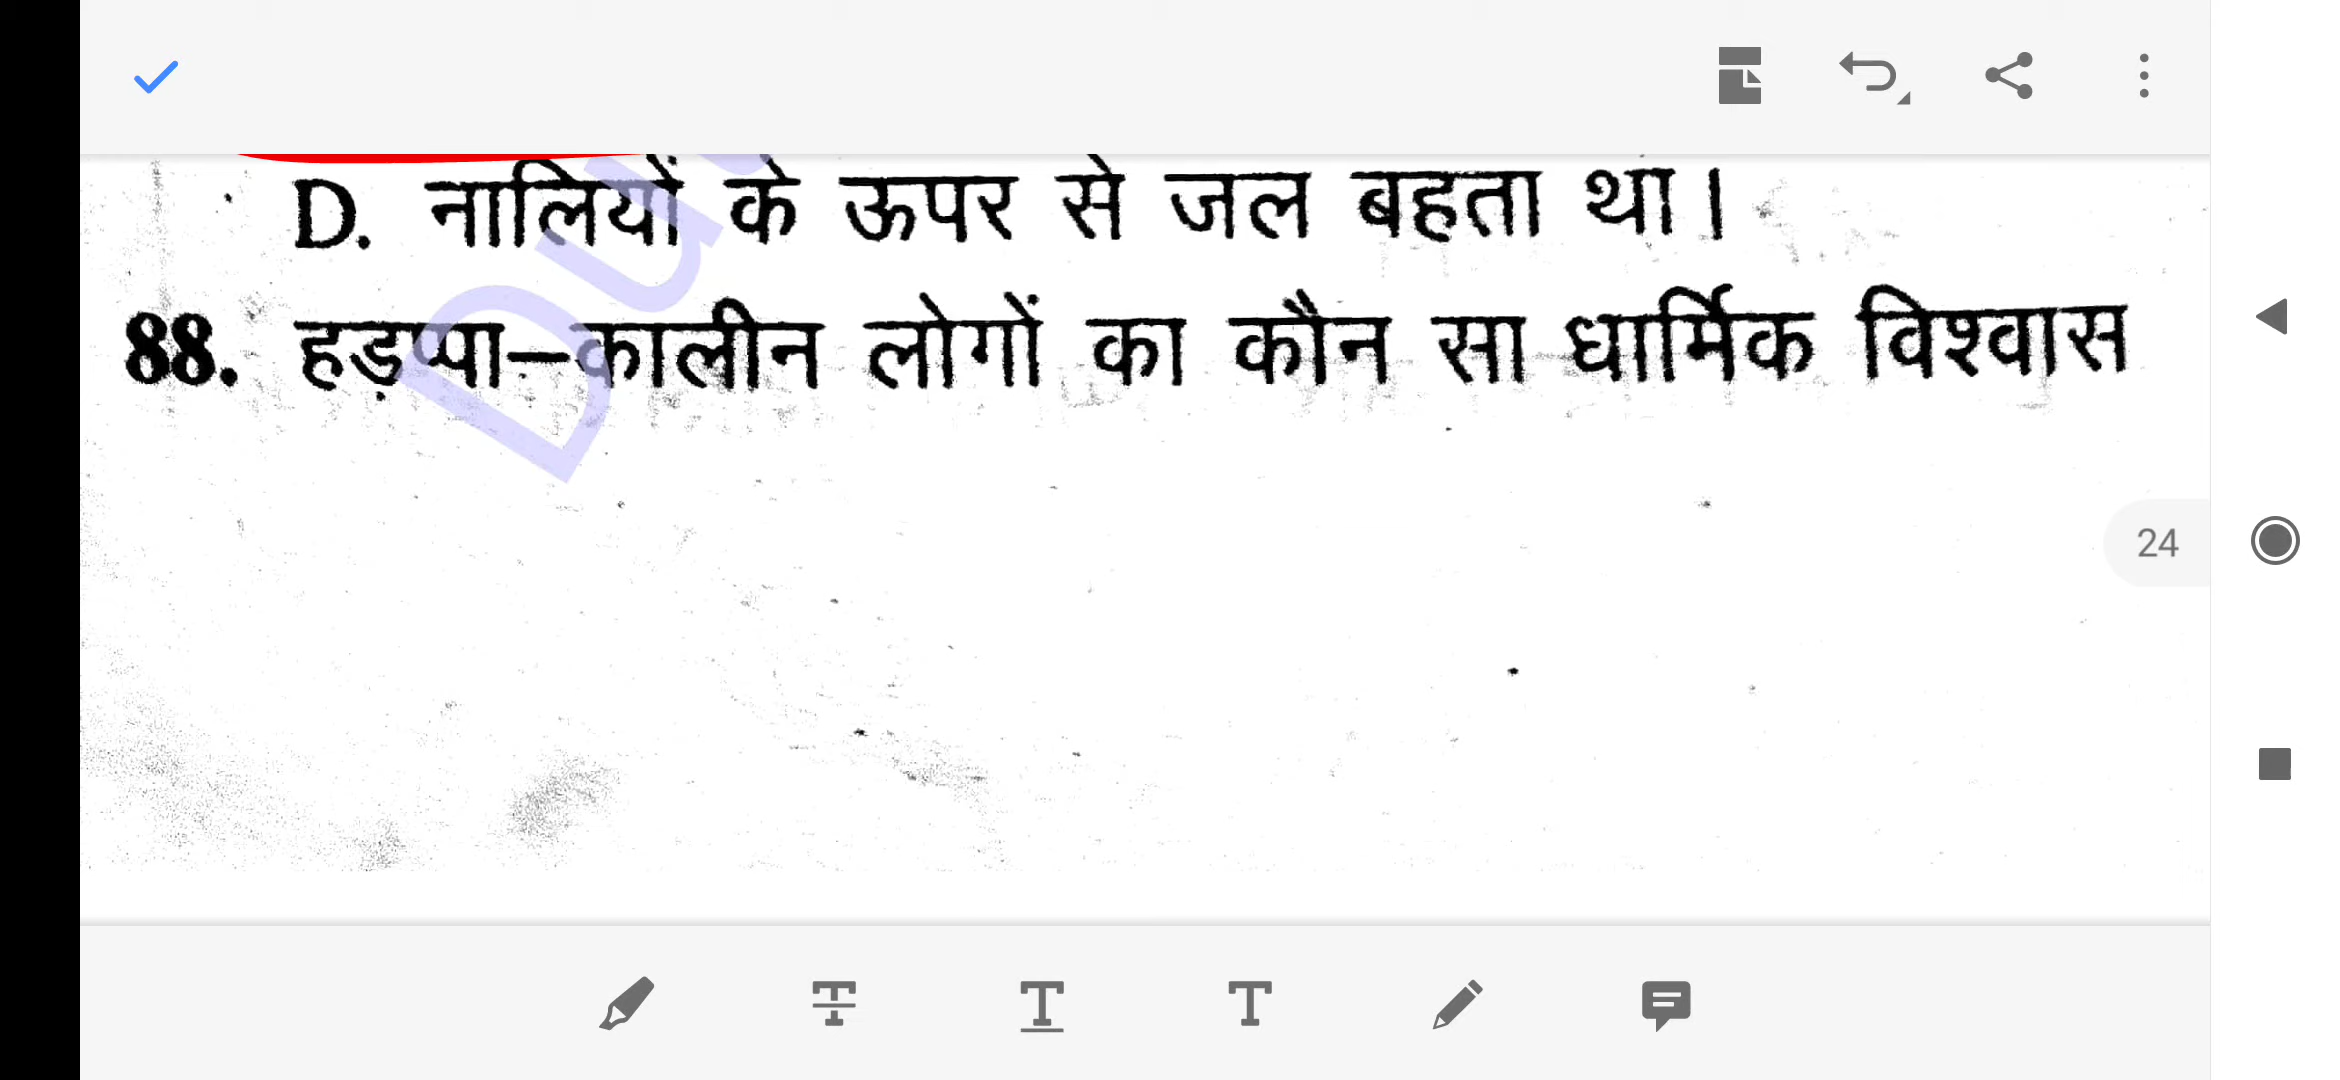 D. नालियों के ऊपर से जल बहता था।
88. हड़प्पा–कालीन लोगों का कौन सा धार्मिक विश्वास
24